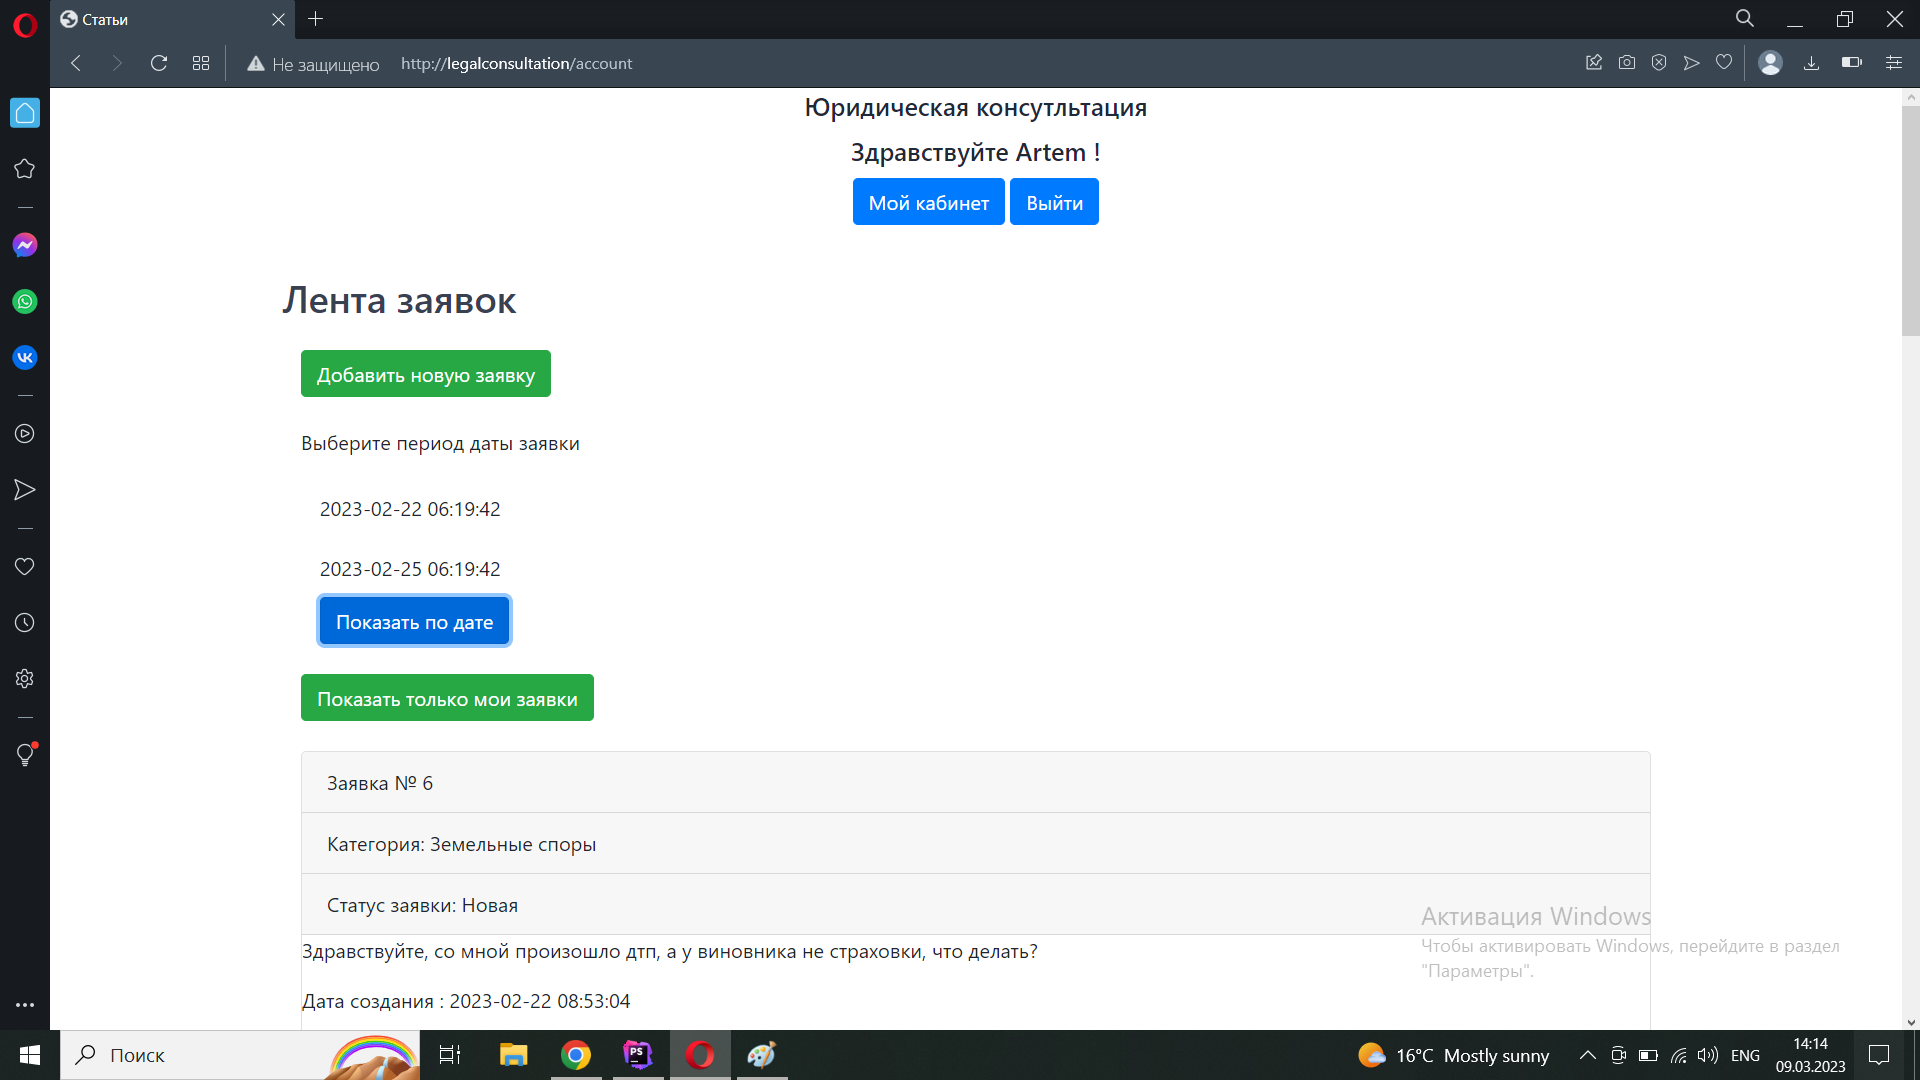 Статьи
Не защищено
http://legalconsultation/account
Юридическая консутльтация
Здравствуйте Artem !
Мой кабинет
Выйти
Лента заявок
Добавить новую заявку
Выберите период даты заявки
2023-02-22 06:19:42
2023-02-25 06:19:42
Показать по дате
Показать только мои заявки
Заявка № 6
Категория: Земельные споры
Статус заявки: Новая
Здравствуйте, со мной произошло дтп, а у виновника не страховки, что делать?
Дата создания : 2023-02-22 08:53:04
Активация Windows
Чтобы активировать Windows, перейдите в раздел
"Параметры".
Поиск
PS
16°C Mostly sunny
ENG
14:14
09.03.2023